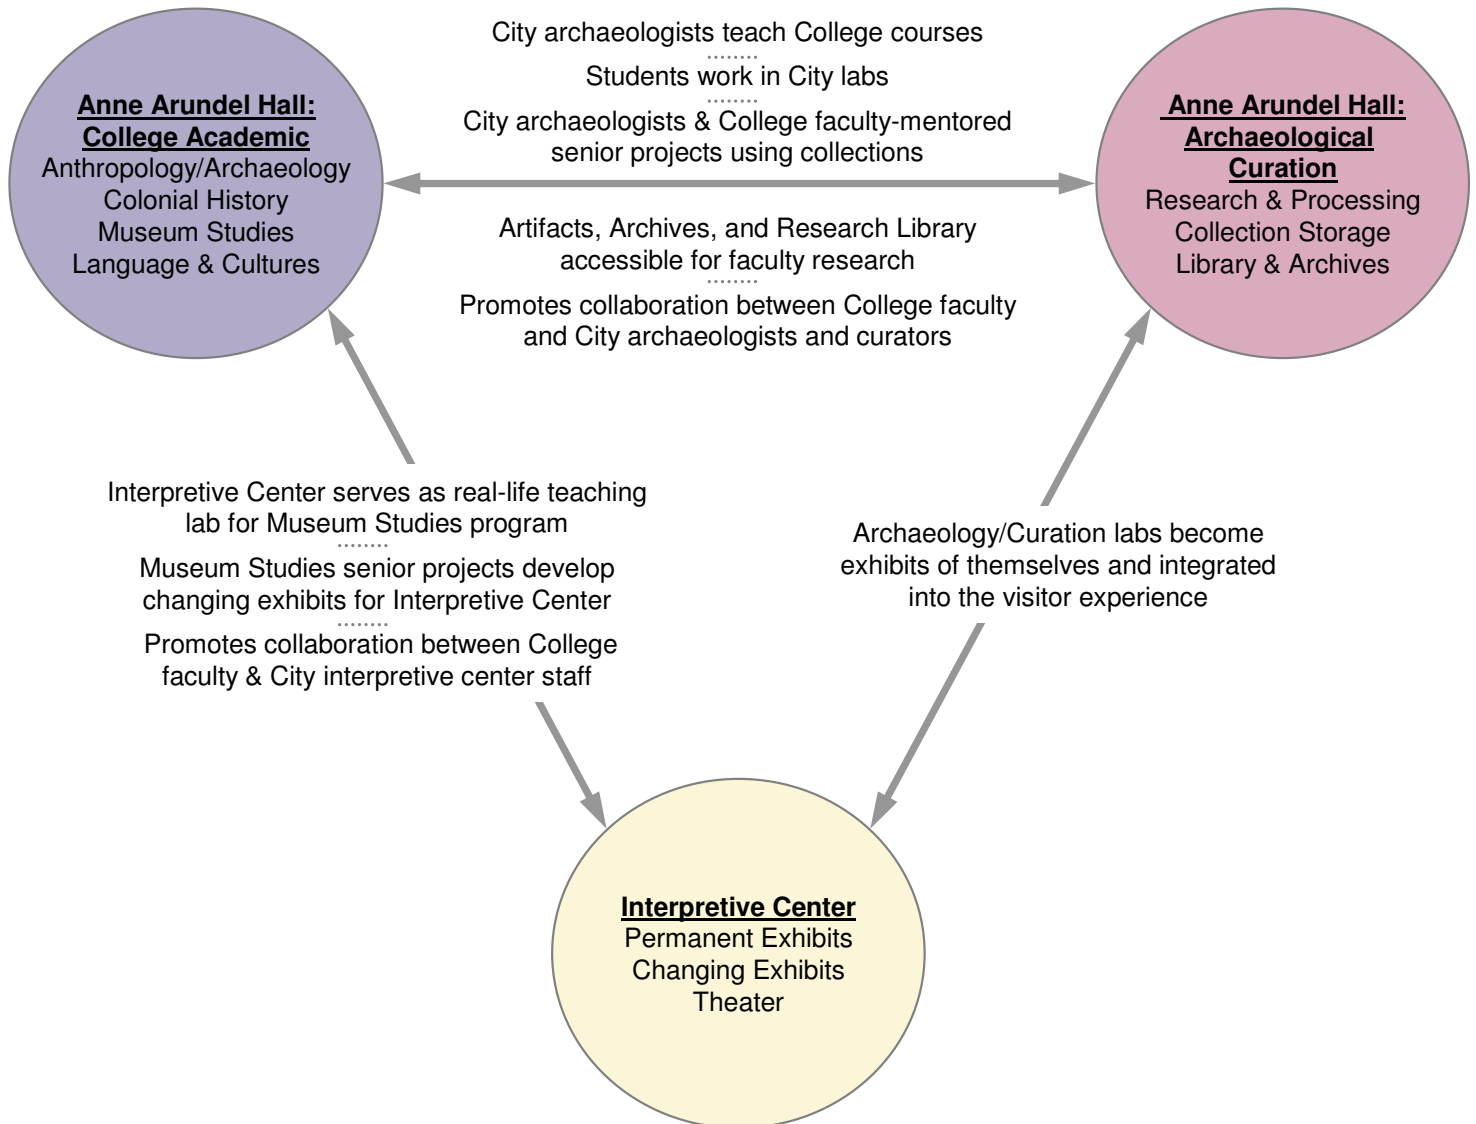 City archaeologists teach College courses
Students work in City labs
City archaeologists & College faculty-mentored
senior projects using collections
Anne Arundel Hall:
College Academic
Anthropology/Archaeology
Colonial History
Museum Studies
Language & Cultures
Anne Arundel Hall:
Archaeological
Curation
Research & Processing
Collection Storage
Library & Archives
Artifacts, Archives, and Research Library
accessible for faculty research
Promotes collaboration between College faculty
and City archaeologists and curators
Interpretive Center serves as real-life teaching
lab for Museum Studies program
Museum Studies senior projects develop
changing exhibits for Interpretive Center
Promotes collaboration between College
faculty & City interpretive center staff
Archaeology/Curation labs become
exhibits of themselves and integrated
into the visitor experience
Interpretive Center
Permanent Exhibits
Changing Exhibits
Theater